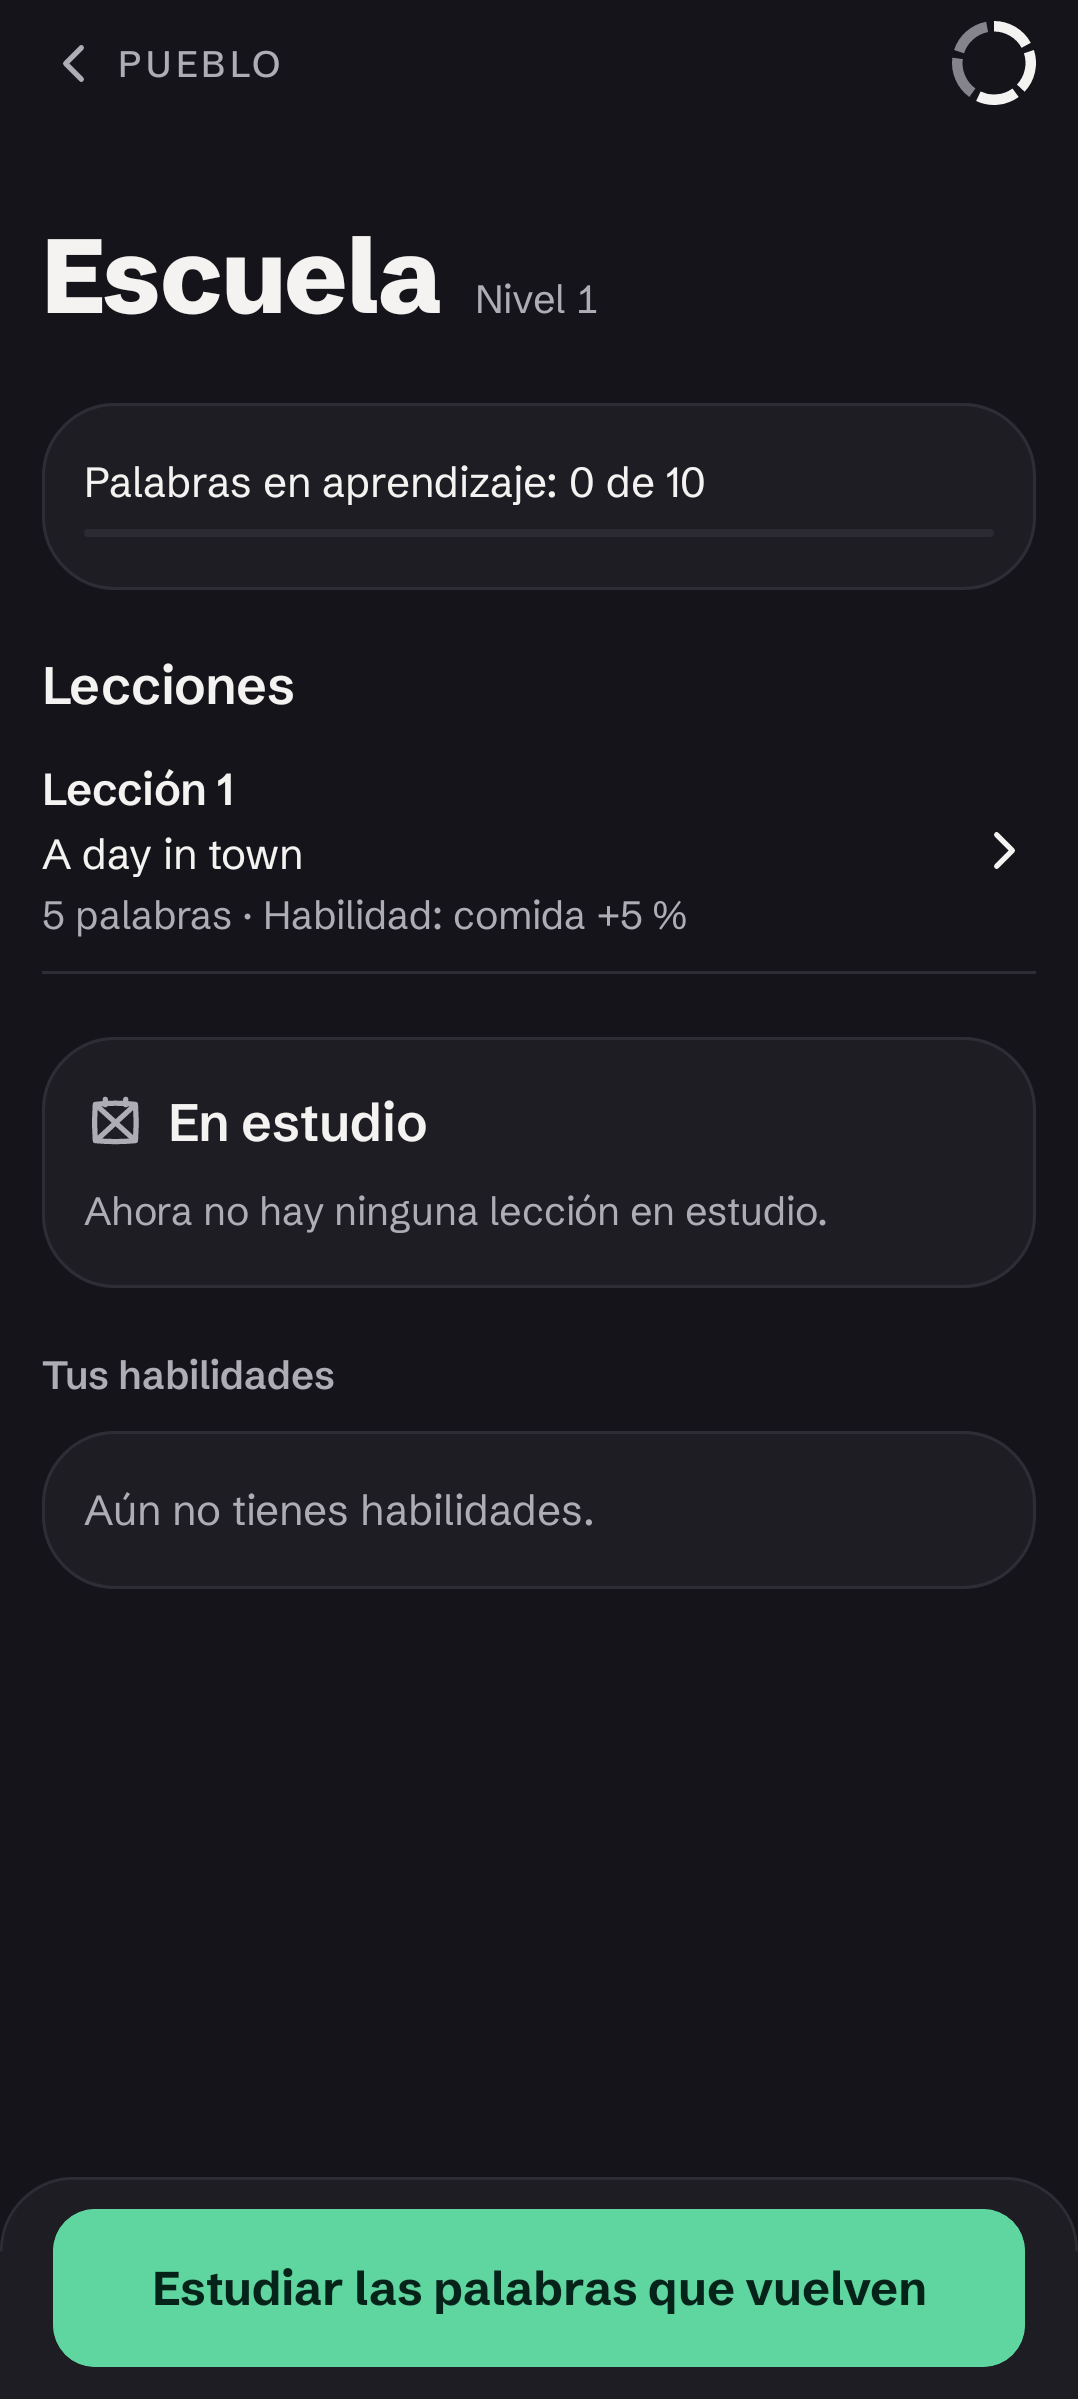 PUEBLO
Escuela Nivel 1
Palabras en aprendizaje: 0 de 10
Lecciones
Lección 1
A day in town
5 palabras · Habilidad: comida +5 %
En estudio
Ahora no hay ninguna lección en estudio.
Tus habilidades
Aún no tienes habilidades.
Estudiar las palabras que vuelven